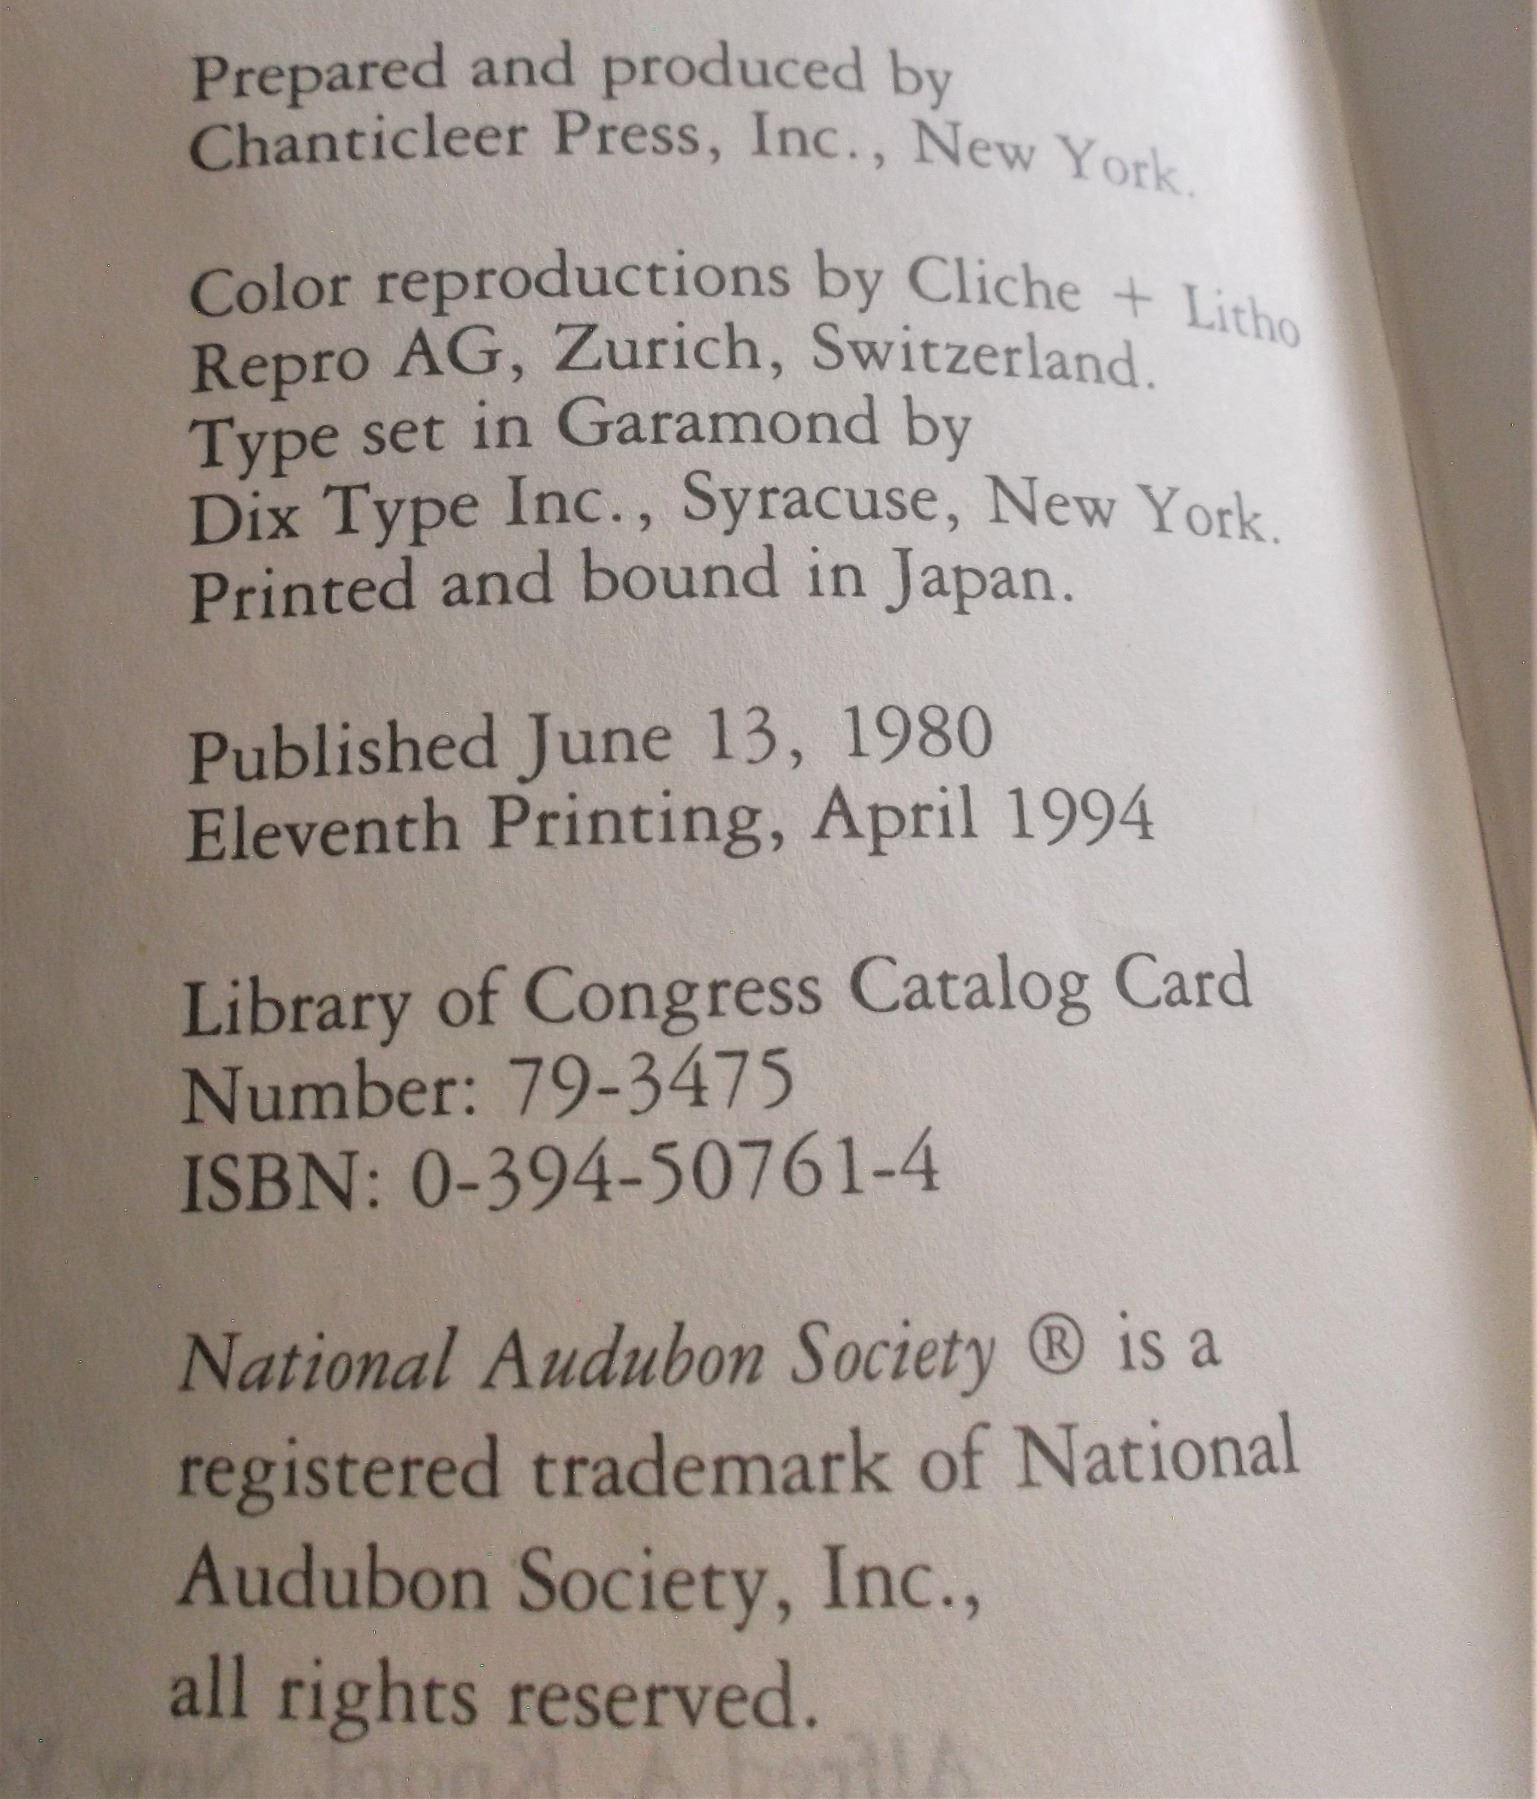 Prepared and produced by
Chanticleer Press, Inc., New York.
Color reproductions by Cliche + Litho
Repro AG, Zurich, Switzerland.
Type set in Garamond by
Dix Type Inc., Syracuse, New York.
Printed and bound in Japan.
Published June 13, 1980
Eleventh Printing, April 1994
Library of Congress Catalog Card
Number: 79-3475
ISBN: 0-394-50761-4
National Audubon Society ® is a
registered trademark of National
Audubon Society, Inc.,
all rights reserved.